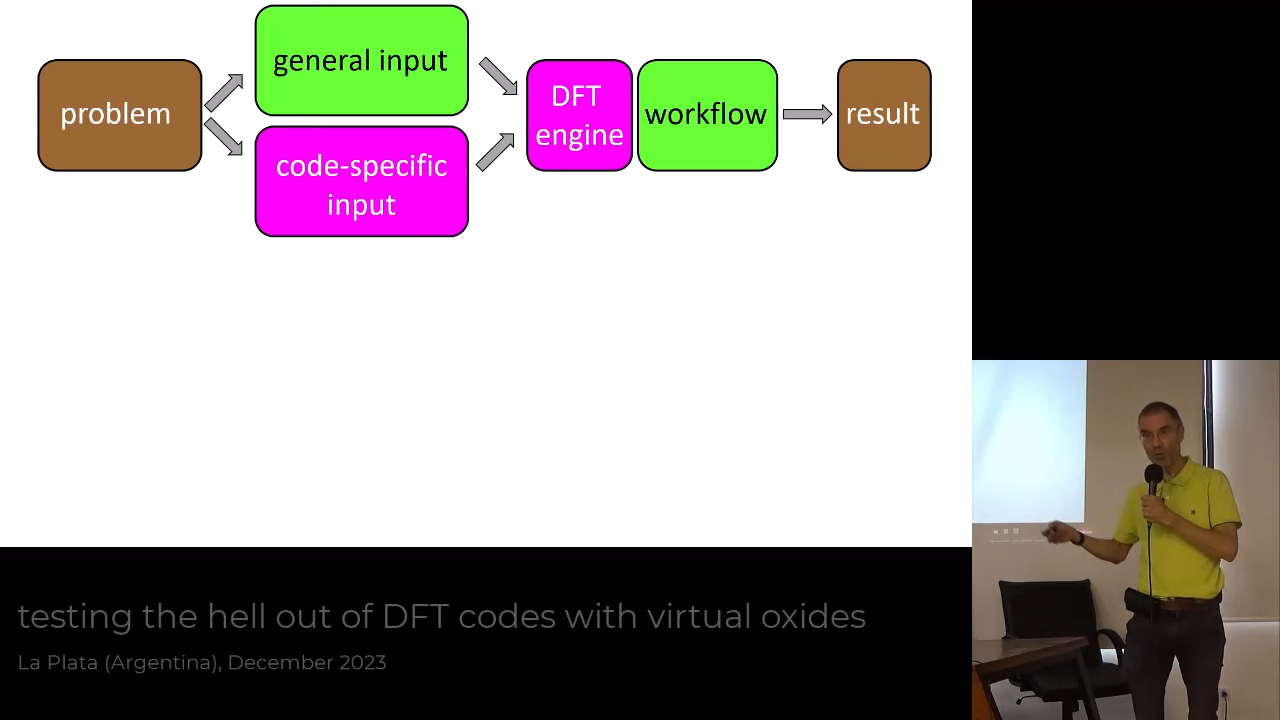 problem
general input
code-specific
input
DFT
engine
workflow
result
testing the hell out of DFT codes with virtual oxides
La Plata (Argentina), December 2023